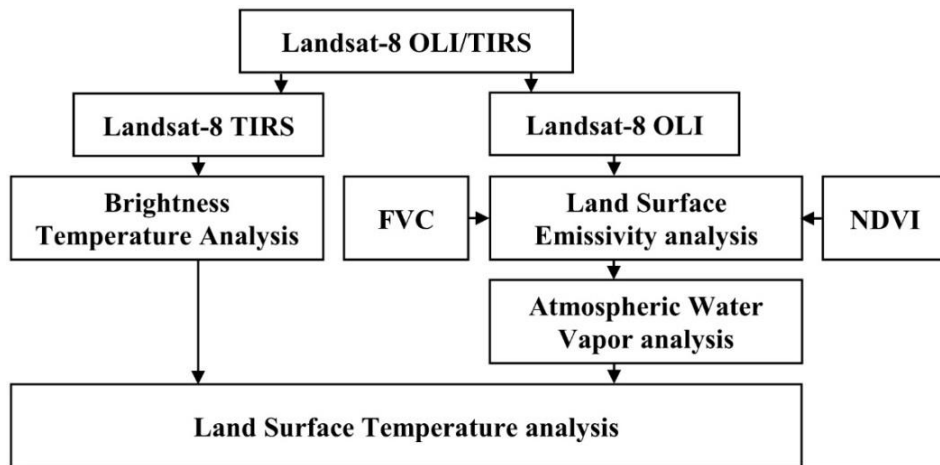 Landsat-8 OLI/TIRS
Landsat-8 TIRS
Landsat-8 OLI
Brightness
Temperature Analysis
FVC
Land Surface
Emissivity analysis
NDVI
Atmospheric Water
Vapor analysis
Land Surface Temperature analysis